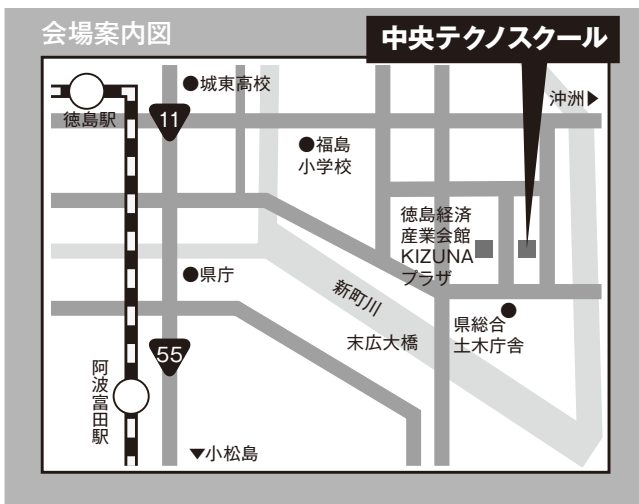 会場案内図
中央テクノスクール
城東高校
沖洲▶
徳島駅
11
福島
小学校
徳島経済
産業会館
KIZUNA
プラザ
県庁
新町川
県総合
土木庁舎
末広大橋
55
阿波富田駅
▼小松島